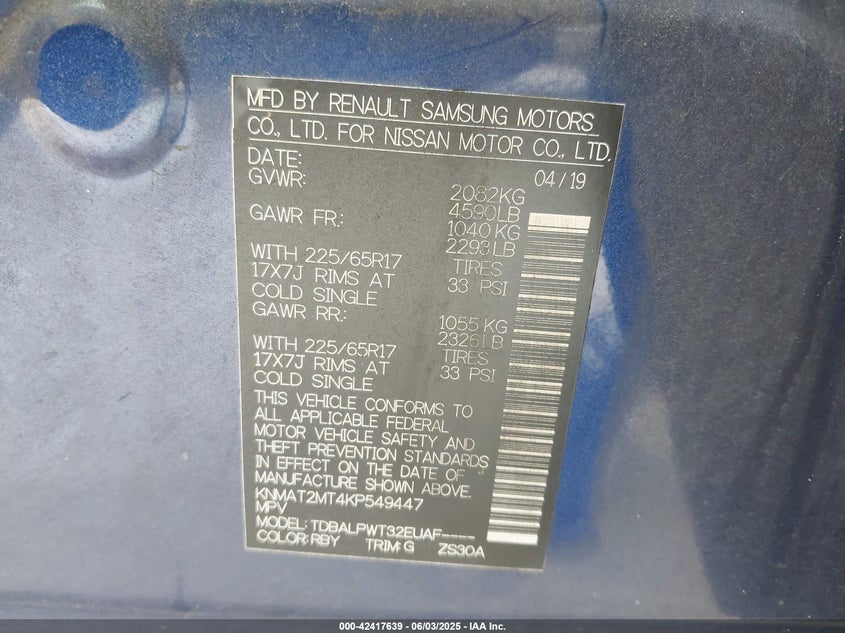 MFD BY RENAULT SAMSUNG MOTORS
CO., LTD. FOR NISSAN MOTOR CO., LTD.
DATE: 04/19
GVWR: 2082KG
4590LB
GAWR FR.: 1040KG
2293LB
WITH 225/65R17 TIRES
17X7J RIMS AT 33 PSI
COLD SINGLE
GAWR RR.: 1055KG
2326LB
WITH 225/65R17 TIRES
17X7J RIMS AT 33 PSI
COLD SINGLE
THIS VEHICLE CONFORMS TO
ALL APPLICABLE FEDERAL
MOTOR VEHICLE SAFETY AND
THEFT PREVENTION STANDARDS
IN EFFECT ON THE DATE OF
MANUFACTURE SHOWN ABOVE.
KNMAT2MT4KP549447
MPV
MODEL: TDBALPWT32EUAF----
COLOR: RBY TRIM: G ZS30A
000-42417639 - 06/03/2025 - IAA Inc.